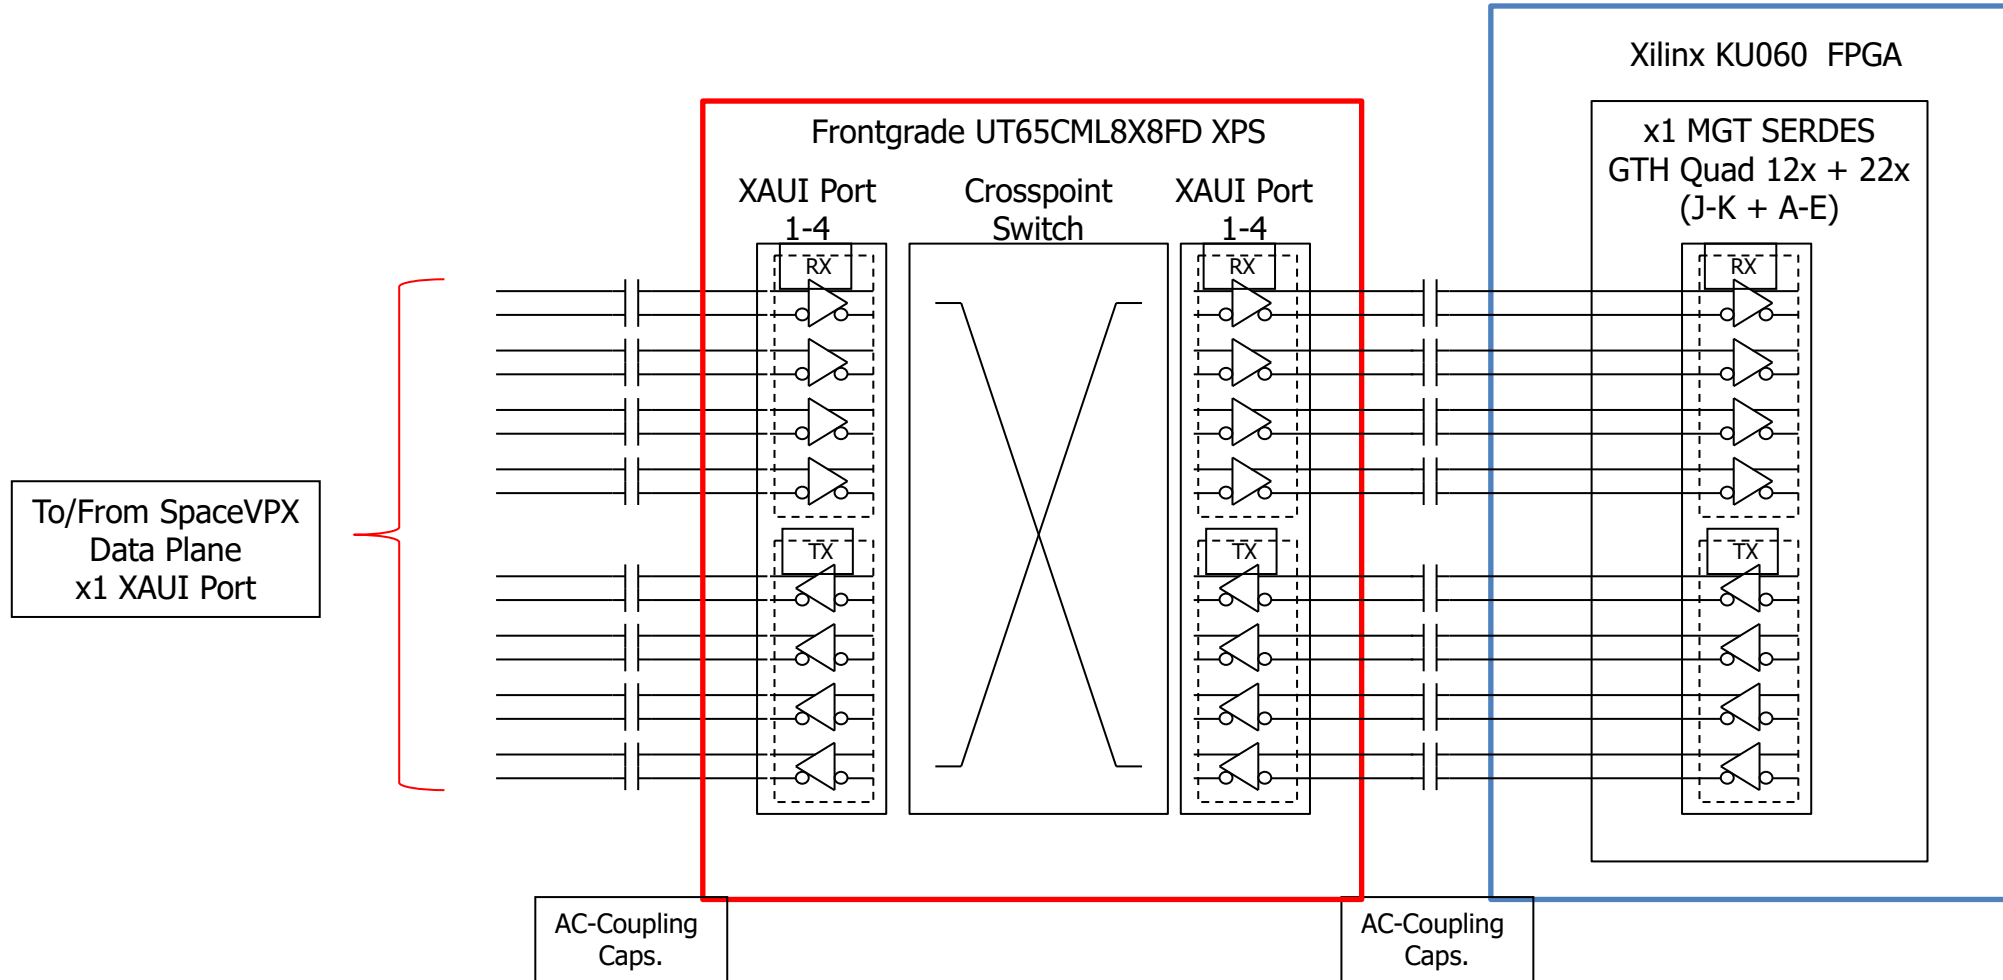 Xilinx KU060 FPGA
Frontgrade UT65CML8X8FD XPS
x1 MGT SERDES
GTH Quad 12x + 22x
(J-K + A-E)
XAUI Port
1-4
Crosspoint
Switch
XAUI Port
1-4
RX
RX
RX
To/From SpaceVPX
Data Plane
x1 XAUI Port
TX
TX
TX
AC-Coupling
Caps.
AC-Coupling
Caps.